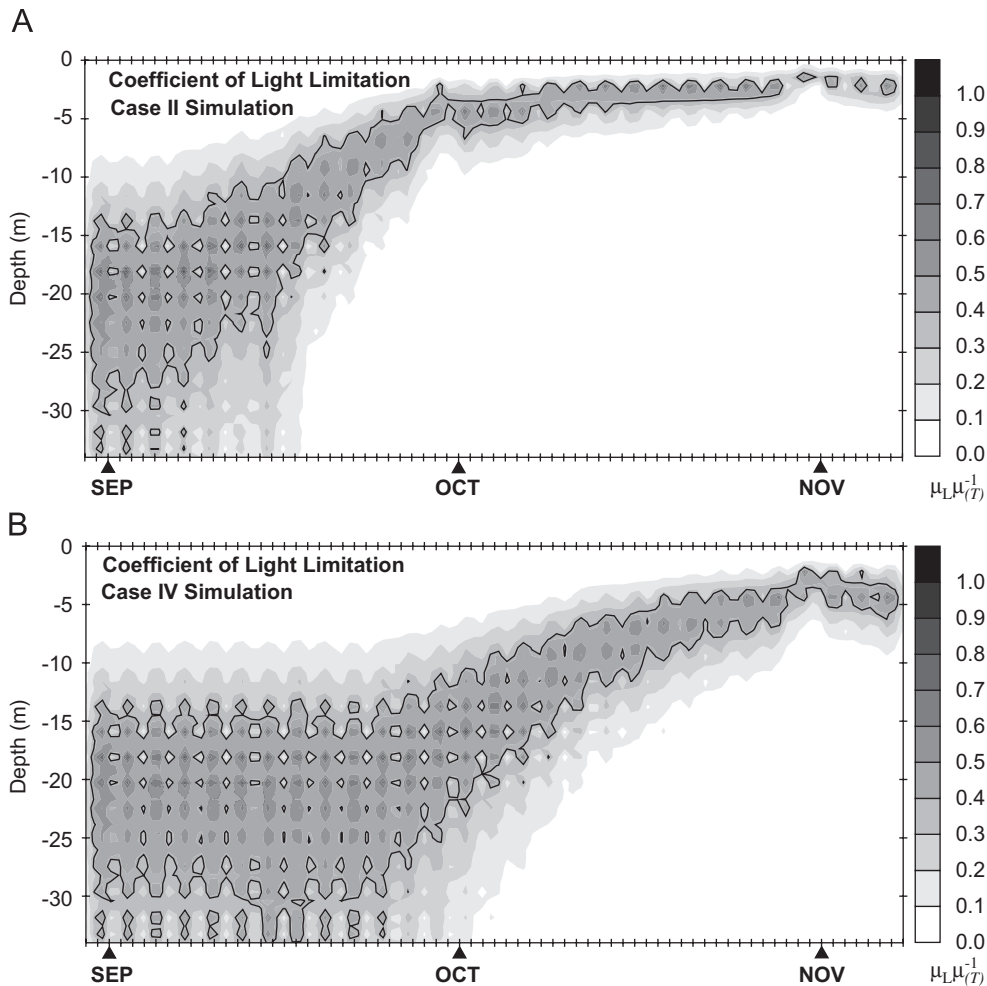 A
Coefficient of Light Limitation
Case II Simulation
Depth (m)
0
-5
-10
-15
-20
-25
-30
SEP
OCT
NOV
1.0
0.9
0.8
0.7
0.6
0.5
0.4
0.3
0.2
0.1
0.0
μLμ-1(T)
B
Coefficient of Light Limitation
Case IV Simulation
Depth (m)
0
-5
-10
-15
-20
-25
-30
SEP
OCT
NOV
1.0
0.9
0.8
0.7
0.6
0.5
0.4
0.3
0.2
0.1
0.0
μLμ-1(T)